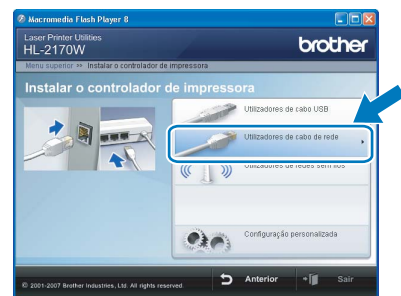 Macromedia Flash Player 8
Laser Printer Utilities
HL-2170W
brother
Menu superior ›› Instalar o controlador de impressora
Instalar o controlador de impressora
Utilizadores de cabo USB
Utilizadores de cabo de rede
Utilizadores de redes sem fios
Configuração personalizada
© 2001-2007 Brother Industries, Ltd. All rights reserved.
Anterior
Sair